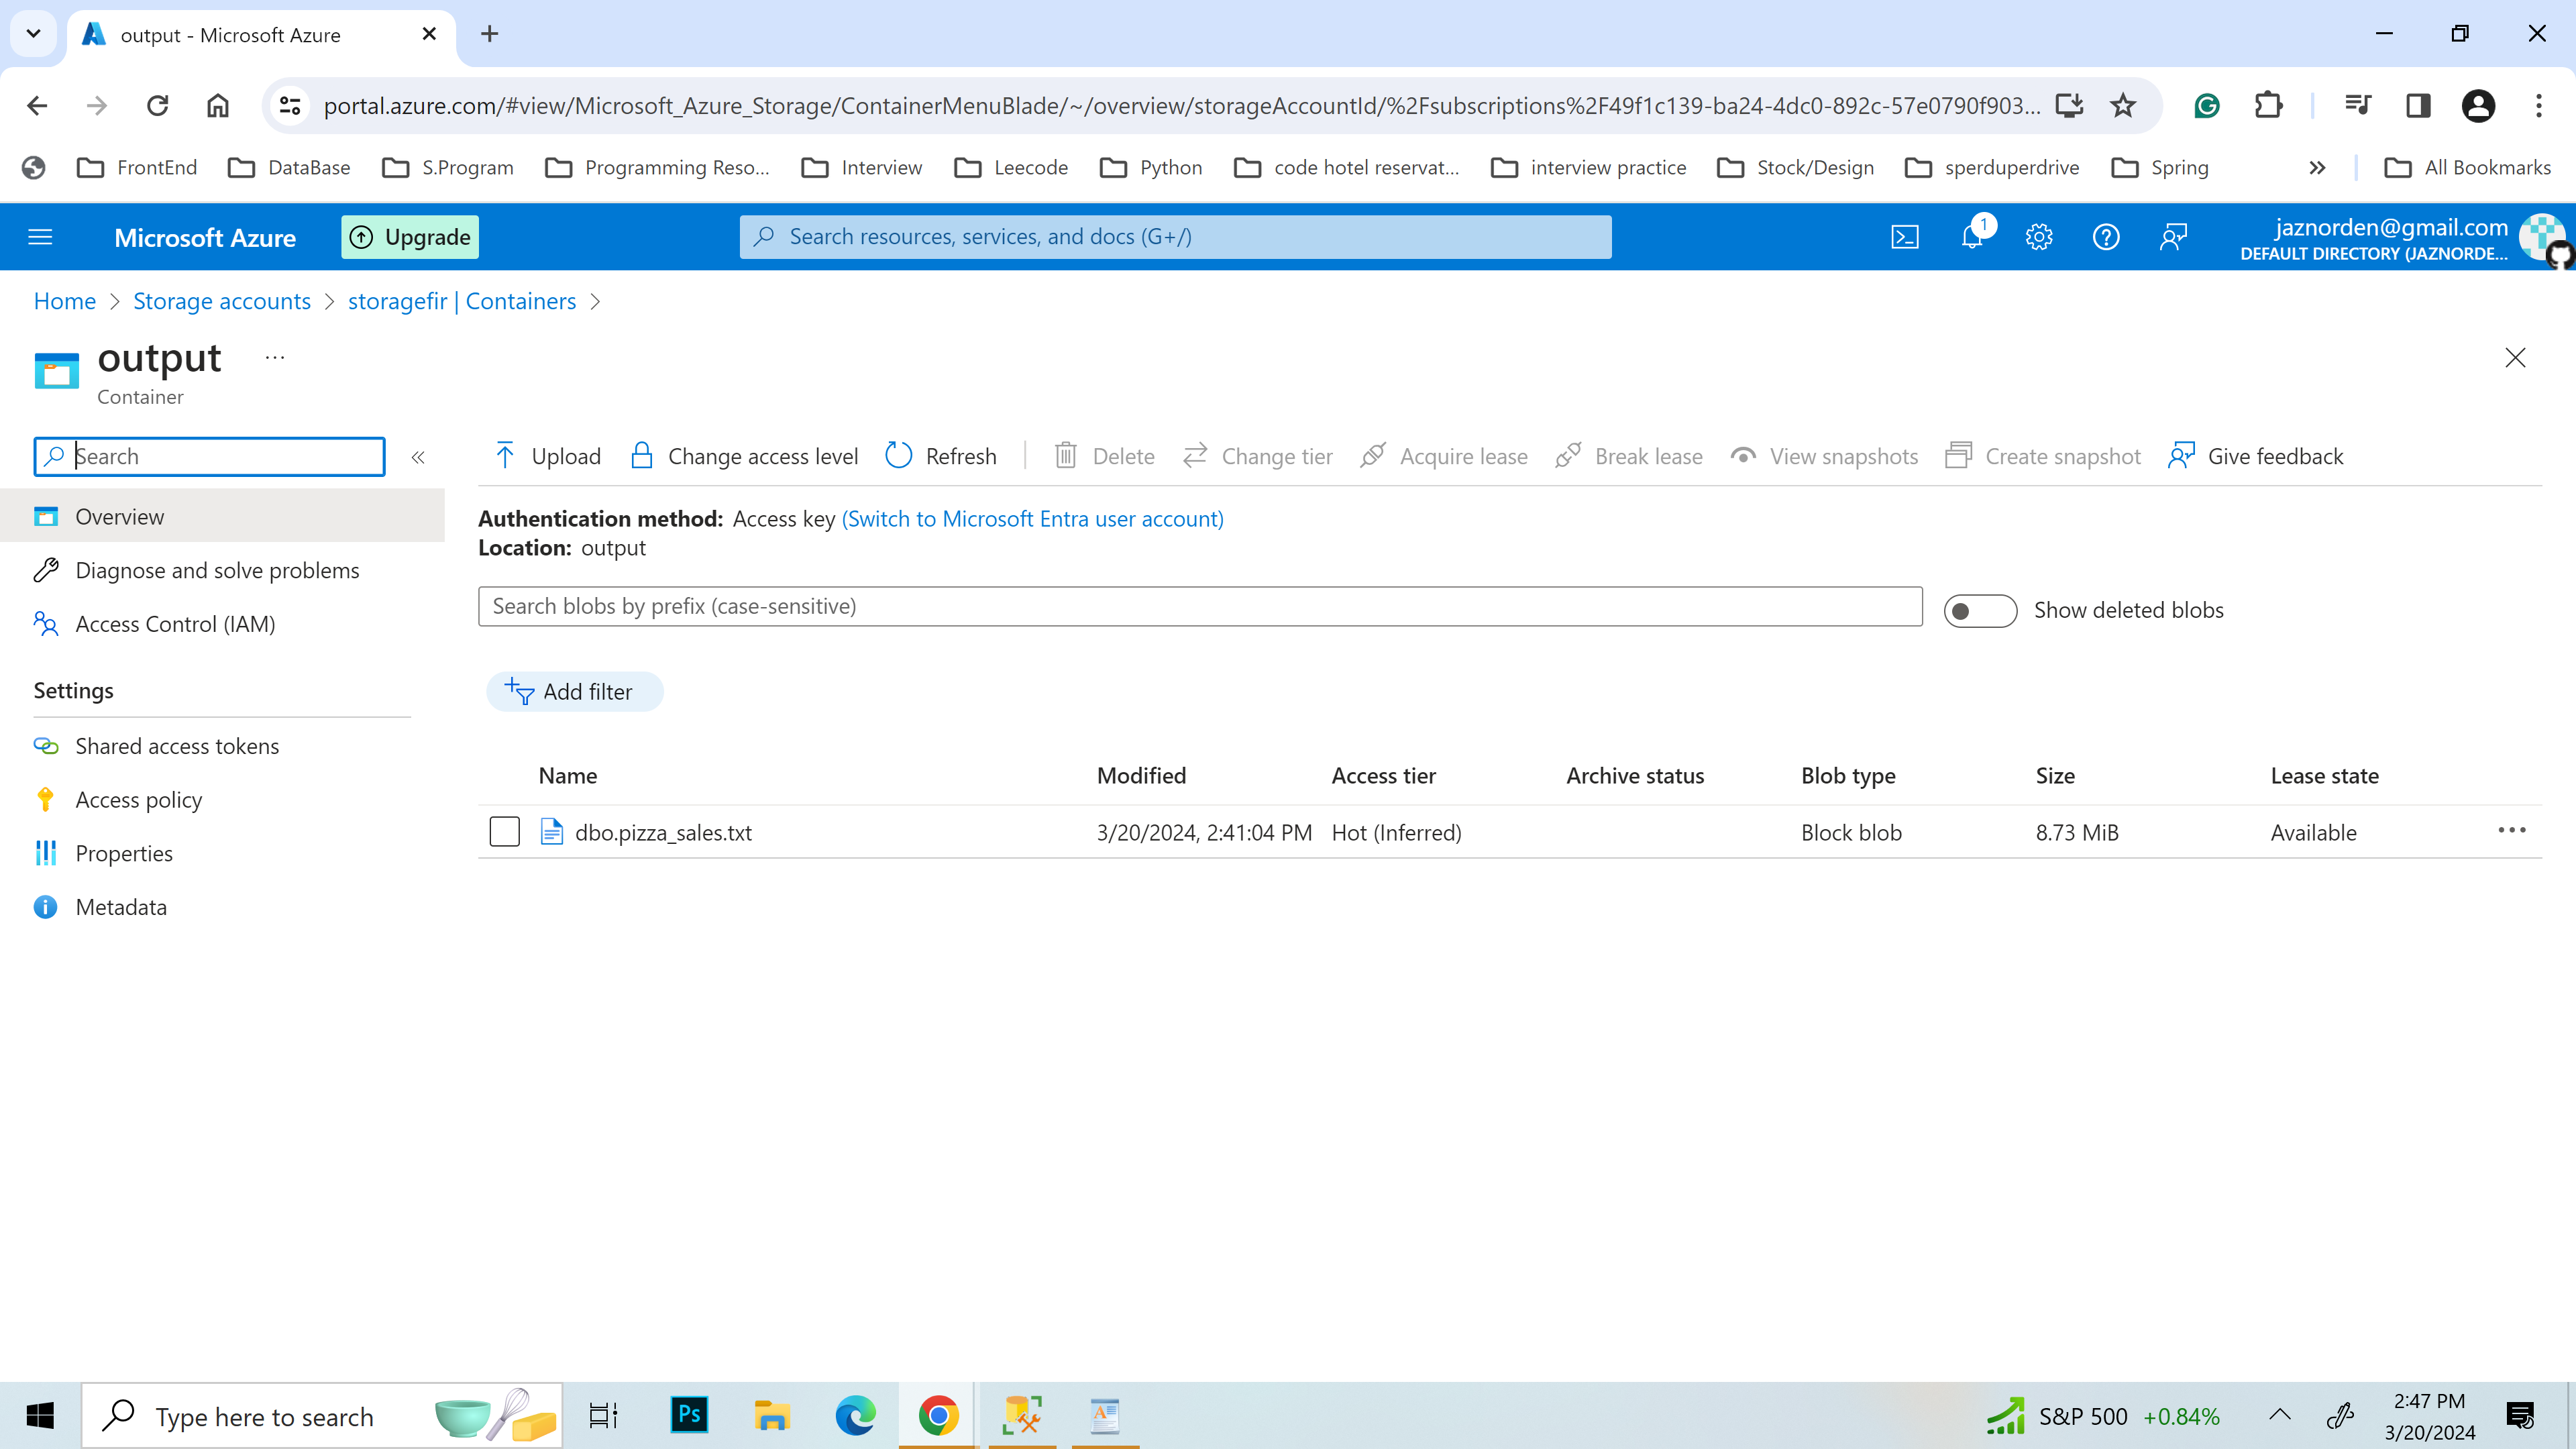 output - Microsoft Azure
portal.azure.com/#view/Microsoft_Azure_Storage/ContainerMenuBlade/~/overview/storageAccountId/%2Fsubscriptions%2F49f1c139-ba24-4dc0-892c-57e0790f903...
FrontEnd DataBase S.Program Programming Reso... Interview Leecode Python code hotel reservat... interview practice Stock/Design sperduperdrive Spring » All Bookmarks
Microsoft Azure Upgrade Search resources, services, and docs (G+/) 1 jaznorden@gmail.com
DEFAULT DIRECTORY (JAZNORDE...
Home > Storage accounts > storagefir | Containers >
output ...
Container
Search «
Upload Change access level Refresh Delete Change tier Acquire lease Break lease View snapshots Create snapshot Give feedback
Overview
Diagnose and solve problems
Access Control (IAM)
Settings
Shared access tokens
Access policy
Properties
Metadata
Authentication method: Access key (Switch to Microsoft Entra user account)
Location: output
Search blobs by prefix (case-sensitive) Show deleted blobs
Add filter
Name Modified Access tier Archive status Blob type Size Lease state
dbo.pizza_sales.txt 3/20/2024, 2:41:04 PM Hot (Inferred) Block blob 8.73 MiB Available ...
Type here to search Ps S&P 500 +0.84% 2:47 PM
3/20/2024